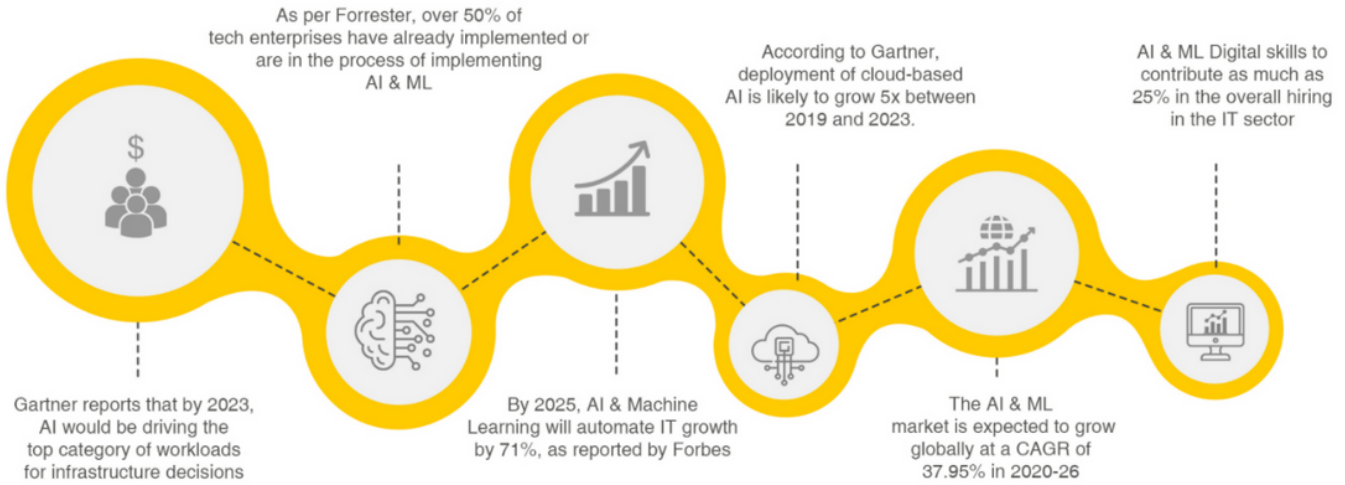 As per Forrester, over 50% of
tech enterprises have already implemented or
are in the process of implementing
AI & ML
According to Gartner,
deployment of cloud-based
AI is likely to grow 5x between
2019 and 2023.
AI & ML Digital skills to
contribute as much as
25% in the overall hiring
in the IT sector
$
Gartner reports that by 2023,
AI would be driving the
top category of workloads
for infrastructure decisions
By 2025, AI & Machine
Learning will automate IT growth
by 71%, as reported by Forbes
The AI & ML
market is expected to grow
globally at a CAGR of
37.95% in 2020-26